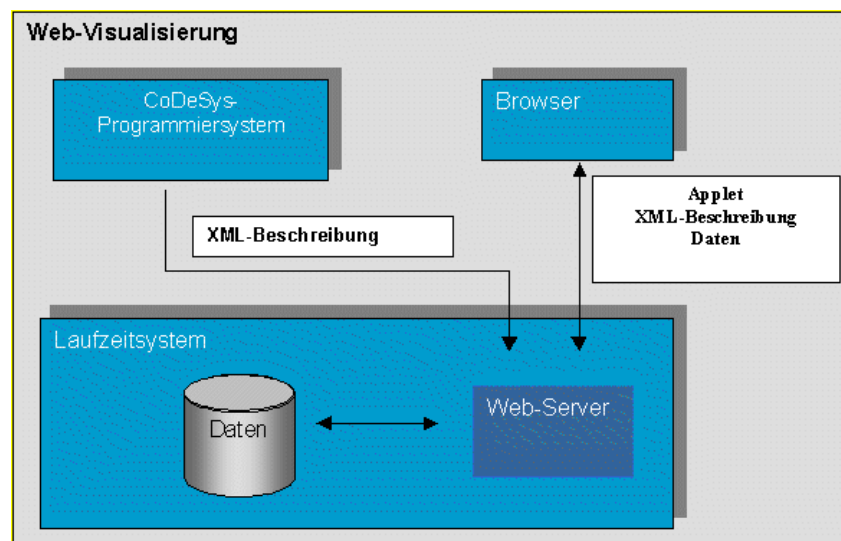 Web-Visualisierung
CoDeSys-
Programmiersystem
Browser
Applet
XML-Beschreibung
Daten
XML-Beschreibung
Laufzeitsystem
Daten
Web-Server